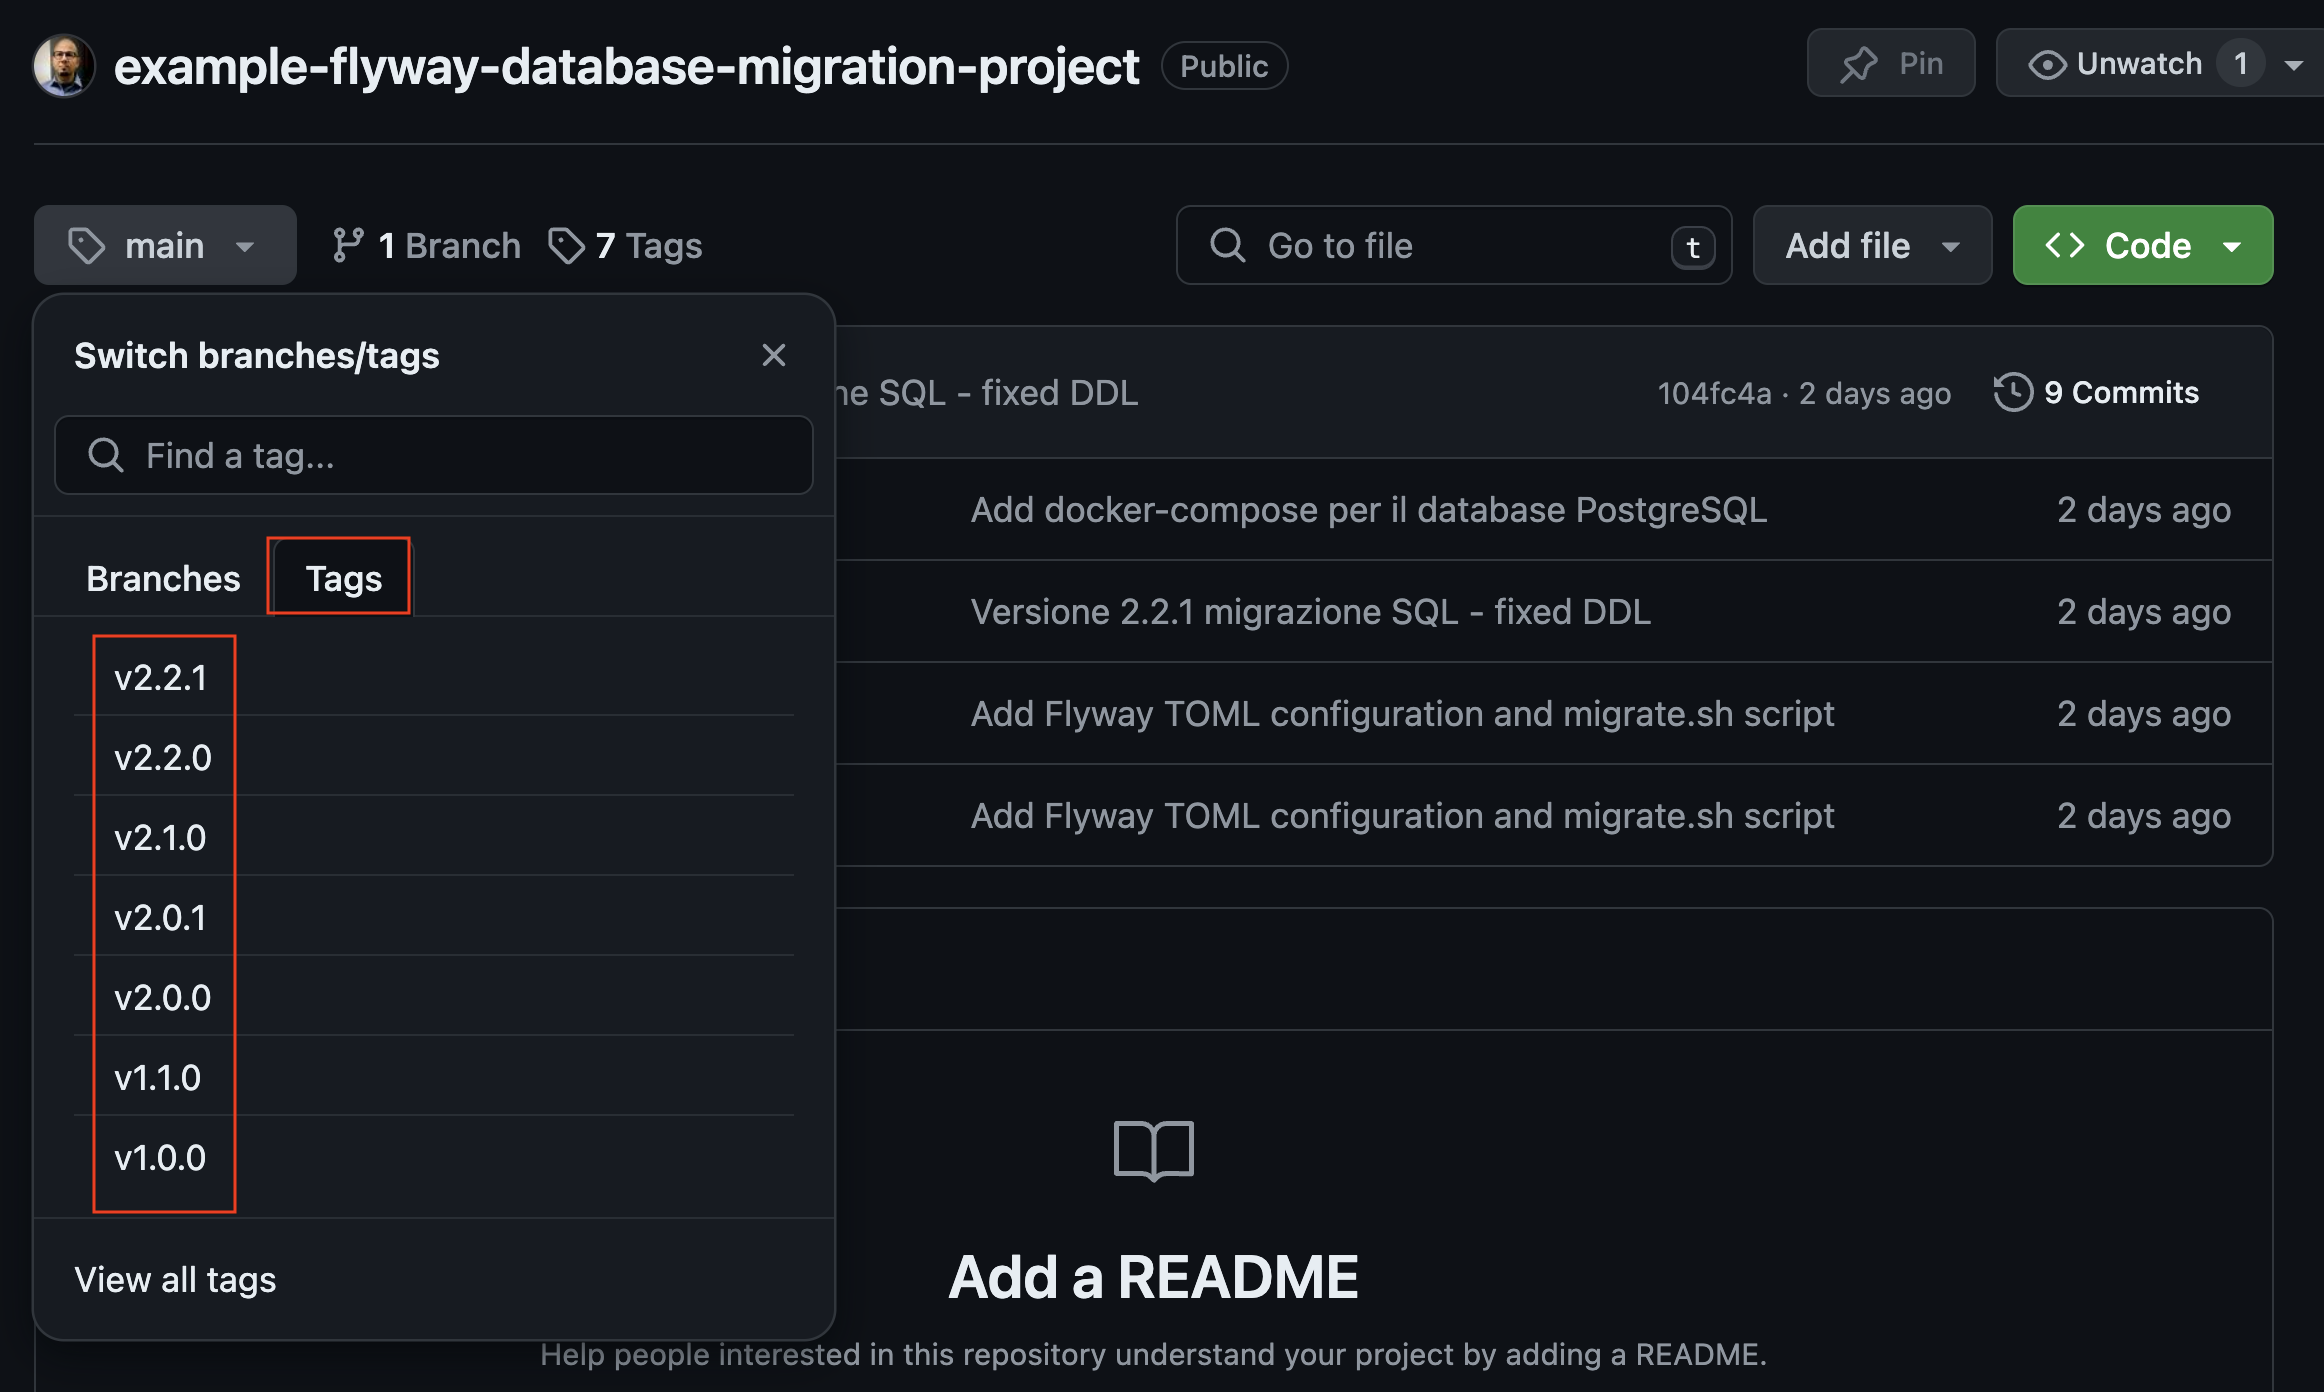 example-flyway-database-migration-project Public
Pin
Unwatch 1
main
1 Branch
7 Tags
Go to file t
Add file
Code
Switch branches/tags
Find a tag...
Branches
Tags
v2.2.1
v2.2.0
v2.1.0
v2.0.1
v2.0.0
v1.1.0
v1.0.0
View all tags
ne SQL - fixed DDL
104fc4a · 2 days ago
9 Commits
Add docker-compose per il database PostgreSQL 2 days ago
Versione 2.2.1 migrazione SQL - fixed DDL 2 days ago
Add Flyway TOML configuration and migrate.sh script 2 days ago
Add Flyway TOML configuration and migrate.sh script 2 days ago
Add a README
Help people interested in this repository understand your project by adding a README.